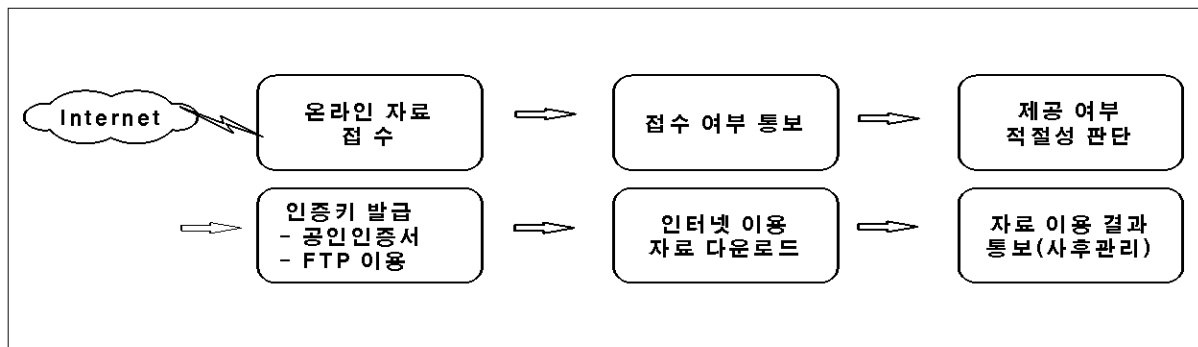 Internet
온라인 자료
접 수
접수 여부 통보
제공 여부
적절성 판단
인증키 발급
- 공인인증서
- FTP 이용
인터넷 이용
자료 다운로드
자료 이용 결과
통보(사후관리)